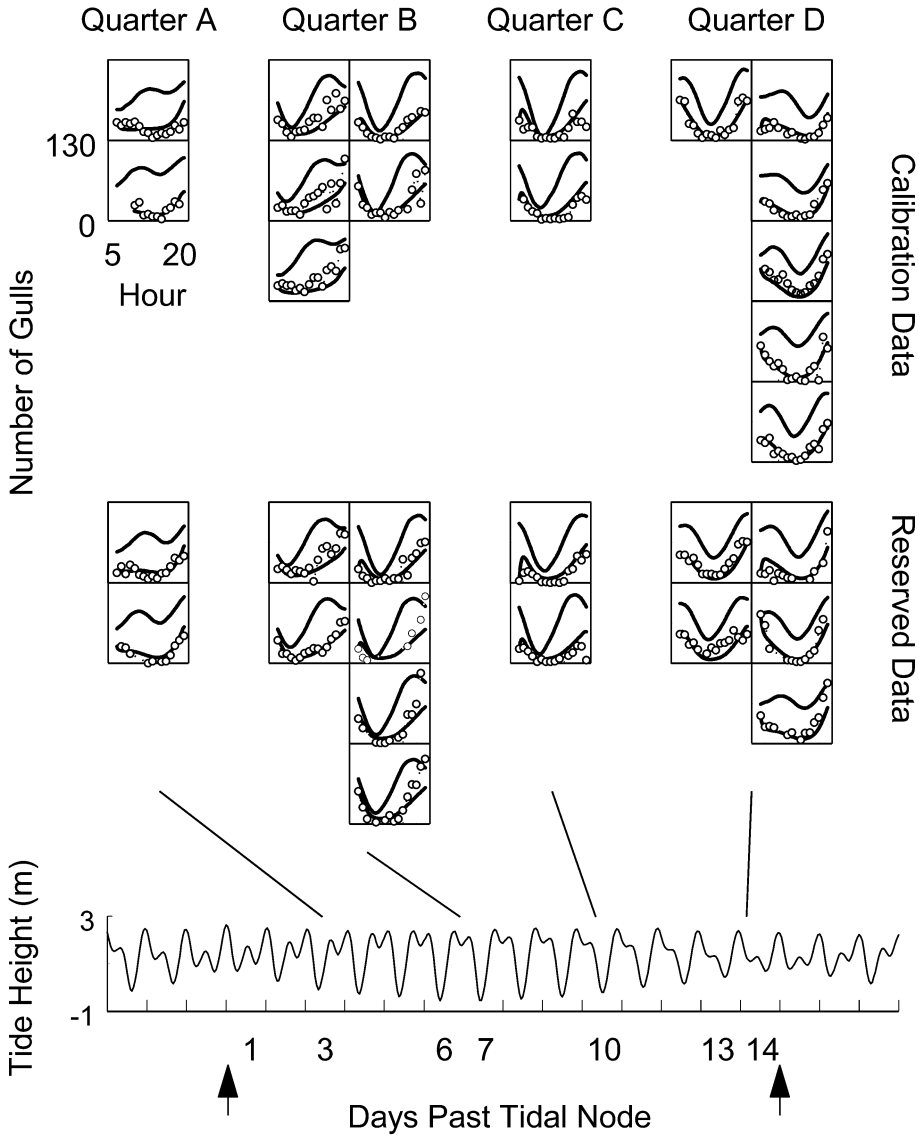 Quarter A
Quarter B
Quarter C
Quarter D
130
0
5
20
Hour
Number of Gulls
Calibration Data
Reserved Data
Tide Height (m)
3
-1
1
3
6
7
10
13
14
Days Past Tidal Node